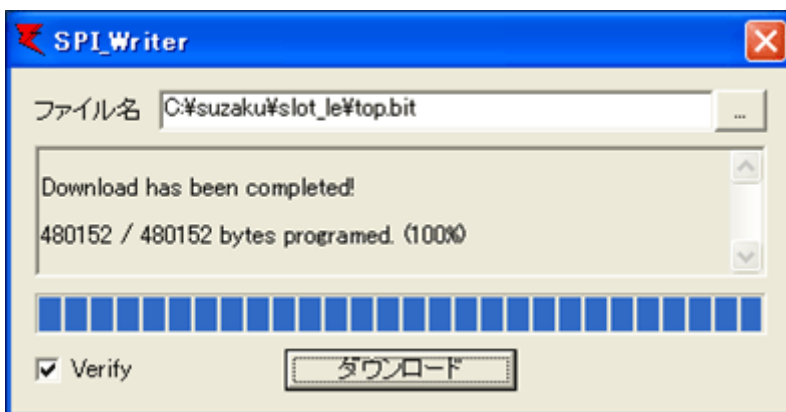 SPI_Writer
ファイル名 C:¥suzaku¥slot_le¥top.bit ...
Download has been completed!
480152 / 480152 bytes programed. (100%)
Verify ダウンロード